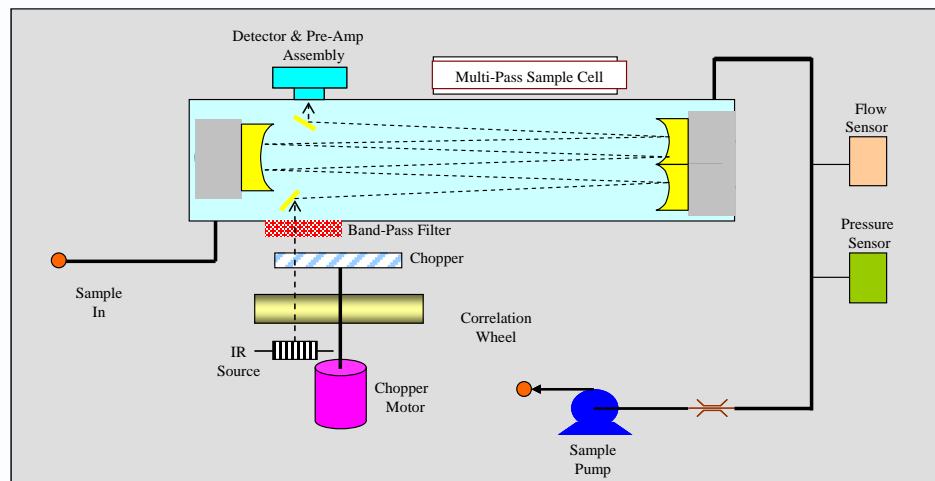 Detector & Pre-Amp
Assembly
Multi-Pass Sample Cell
Flow
Sensor
Band-Pass Filter
Pressure
Sensor
Chopper
Sample
In
Correlation
Wheel
IR
Source
Chopper
Motor
Sample
Pump